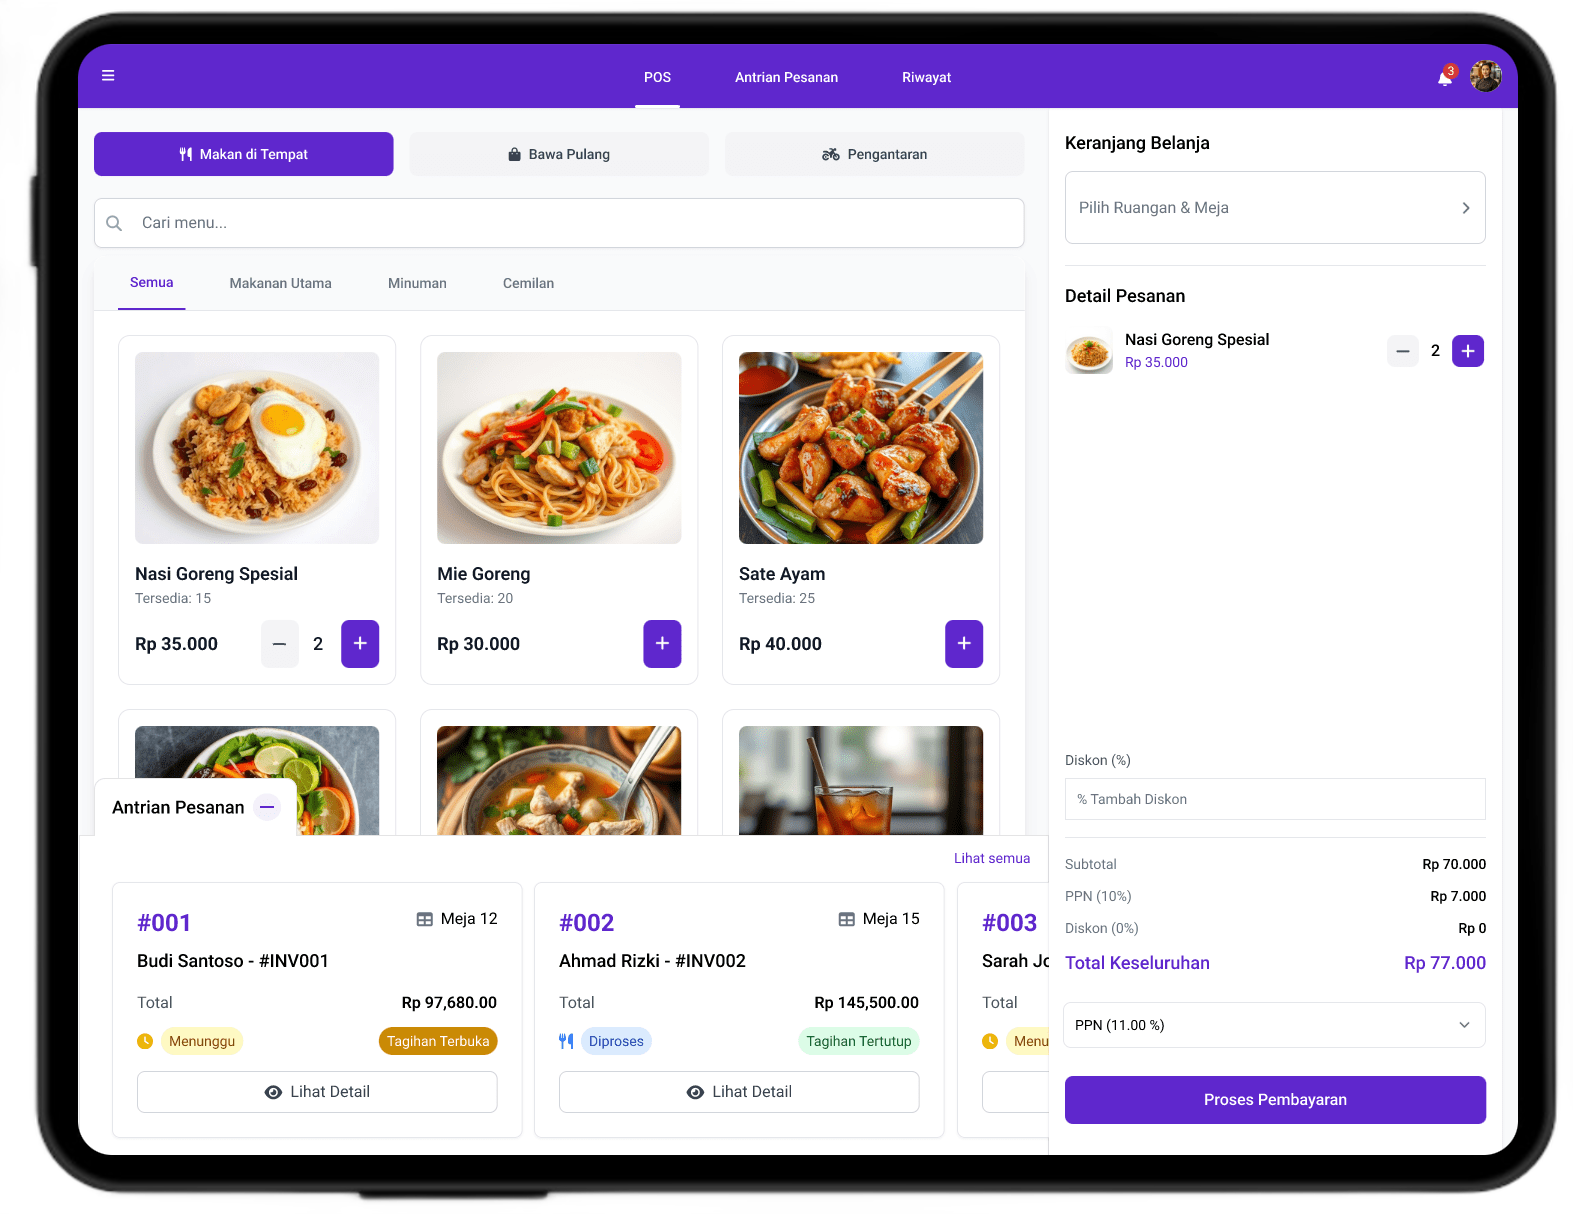 POS
Antrian Pesanan
Riwayat
3
Makan di Tempat
Bawa Pulang
Pengantaran
Cari menu...
Semua
Makanan Utama
Minuman
Cemilan
Nasi Goreng Spesial
Tersedia: 15
Rp 35.000
2
Mie Goreng
Tersedia: 20
Rp 30.000
Sate Ayam
Tersedia: 25
Rp 40.000
Antrian Pesanan
Lihat semua
#001
Meja 12
Budi Santoso - #INV001
Total
Rp 97,680.00
Menunggu
Tagihan Terbuka
Lihat Detail
#002
Meja 15
Ahmad Rizki - #INV002
Total
Rp 145,500.00
Diproses
Tagihan Tertutup
Lihat Detail
#003
Sarah Jo
Total
Menu
Keranjang Belanja
Pilih Ruangan & Meja
Detail Pesanan
Nasi Goreng Spesial
Rp 35.000
2
Diskon (%)
% Tambah Diskon
Subtotal
Rp 70.000
PPN (10%)
Rp 7.000
Diskon (0%)
Rp 0
Total Keseluruhan
Rp 77.000
PPN (11.00 %)
Proses Pembayaran